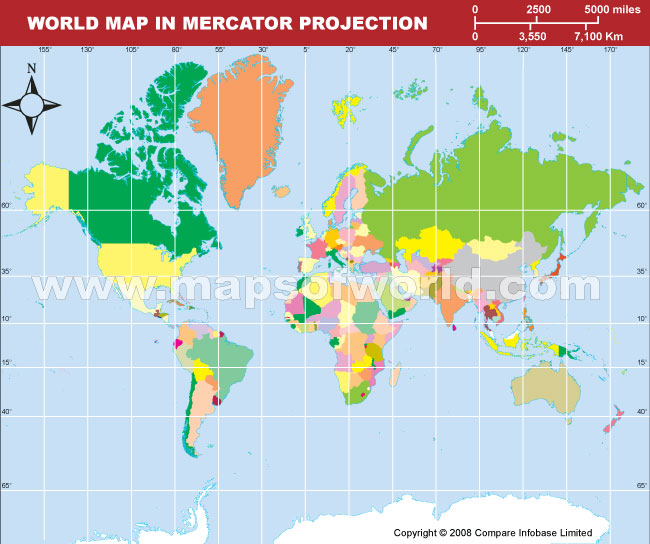 WORLD MAP IN MERCATOR PROJECTION
0 2500 5000 miles
0 3,550 7,100 Km
155° 130° 80° 55° 30° 5° 20° 45° 70° 95° 120° 145° 170°
N
60° 60°
35° 35°
www.mapsofworld.com
10° 10°
15° 15°
40° 40°
65° 65°
Copyright © 2008 Compare Infobase Limited